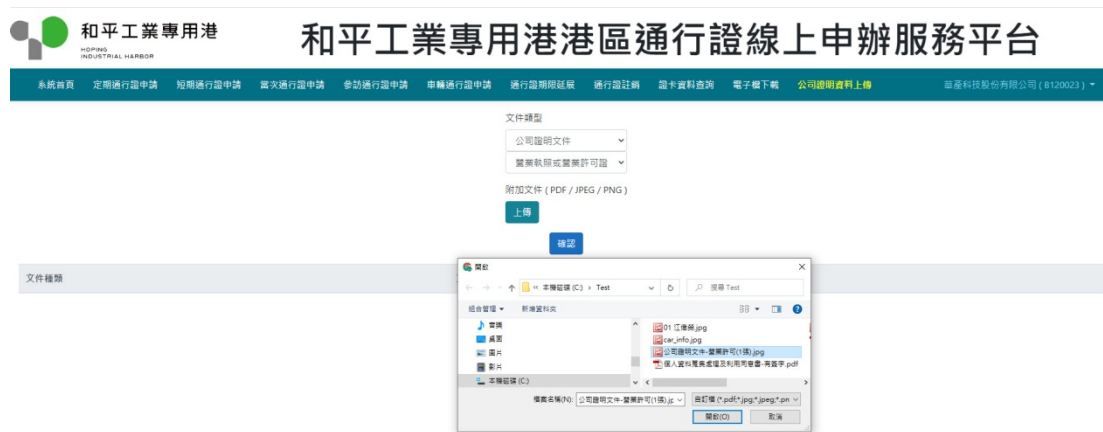 和平工業專用港
HOPING
INDUSTRIAL HARBOR
和平工業專用港港區通行證線上申辦服務平台
系統首頁 定期通行證申請 短期通行證申請 當次通行證申請 參訪通行證申請 車輛通行證申請 通行證期限延展 通行證註銷 證卡資料查詢 電子檔下載 公司證明資料上傳 華產科技股份有限公司 ( 8120023 )
文件類型
公司證明文件
營業執照或營業許可證
附加文件 ( PDF / JPEG / PNG )
上傳
確認
文件種類
開啟
« 本機磁碟 (C:) › Test
搜尋 Test
組合管理 新增資料夾
音樂
桌面
圖片
影片
本機磁碟 (C:)
01 江偉榮.jpg
car_info.jpg
公司證明文件-營業許可(1張).jpg
個人資料蒐集處理及利用同意書-有簽字.pdf
檔案名稱(N): 公司證明文件-營業許可(1張).jp
自訂檔 (*.pdf;*.jpg;*.jpeg;*.pn
開啟(O) 取消